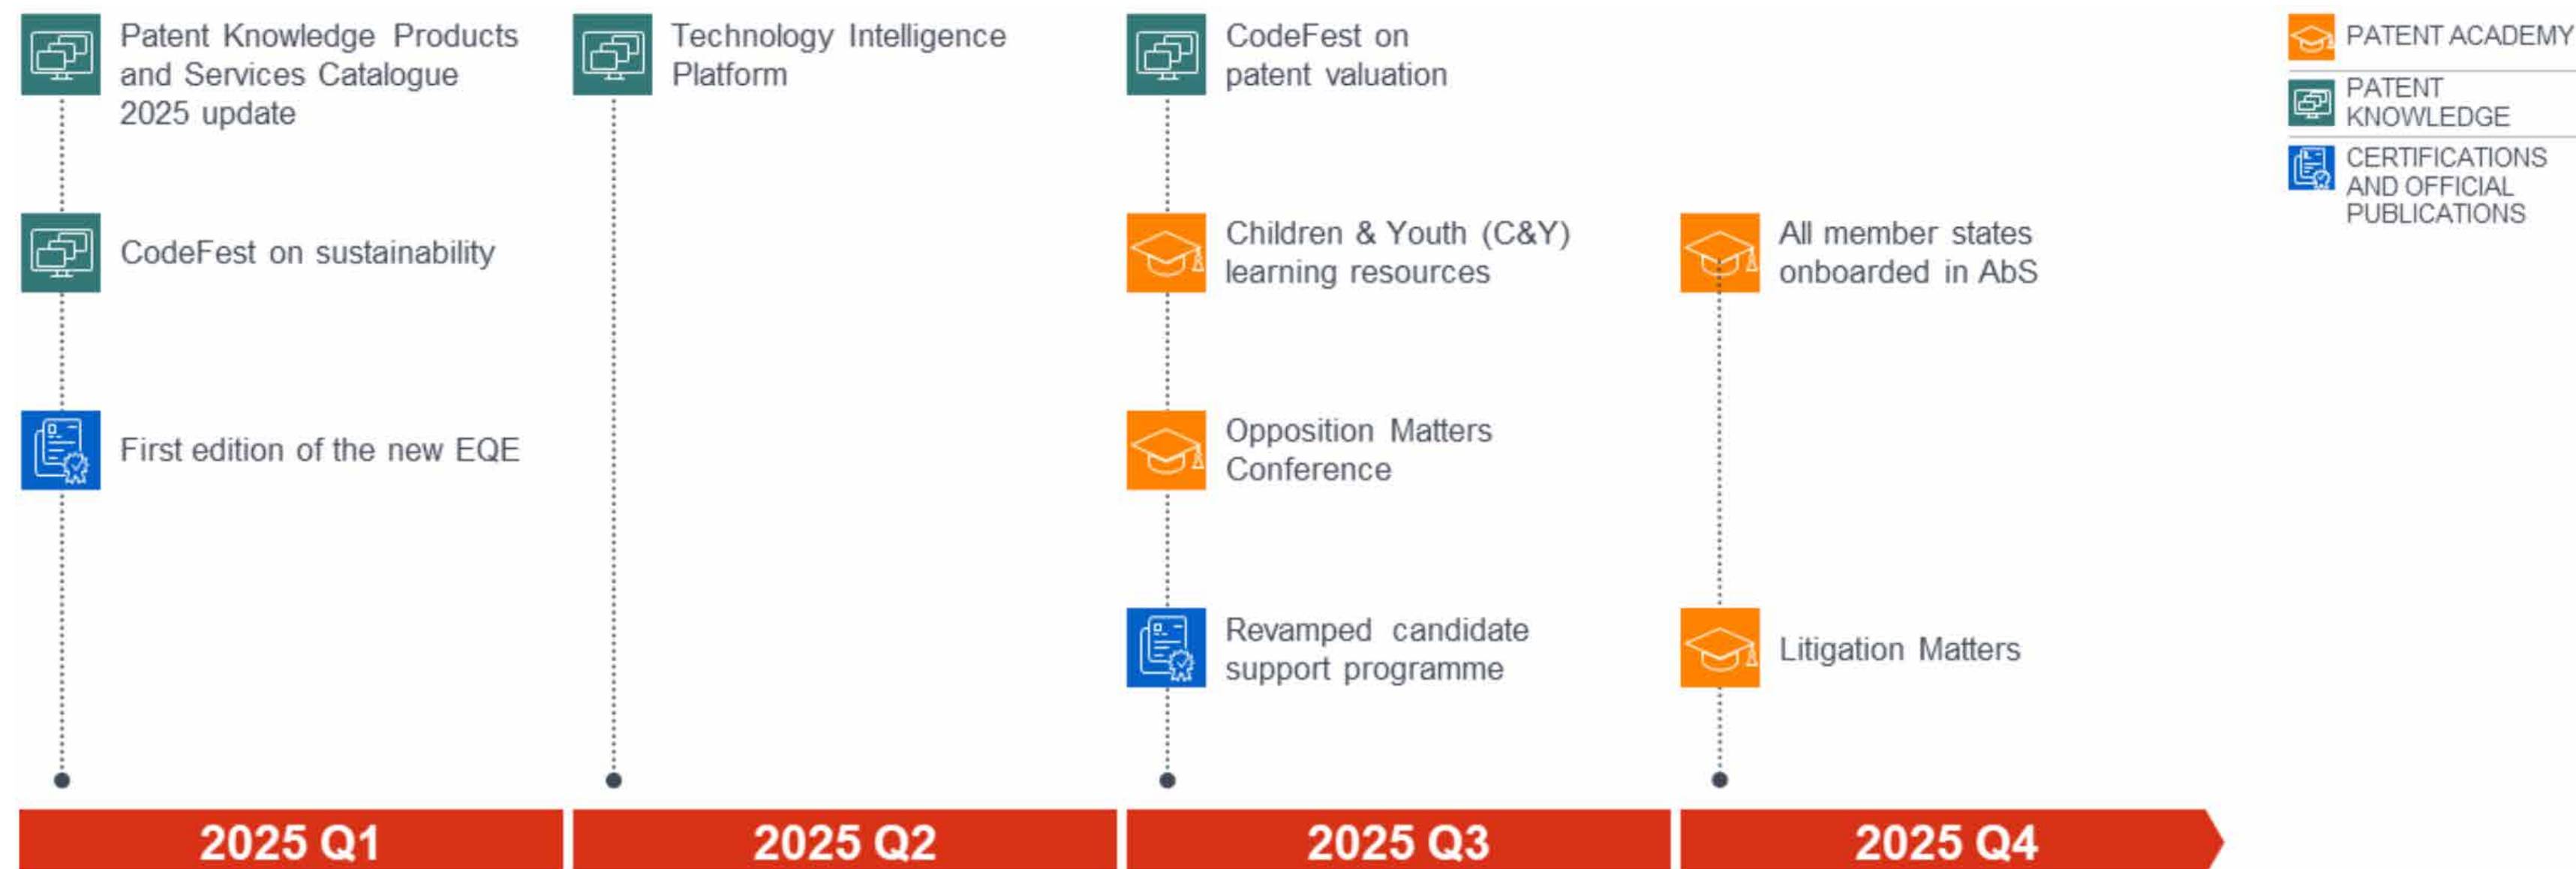 Patent Knowledge Products
and Services Catalogue
2025 update
CodeFest on sustainability
First edition of the new EQE
2025 Q1
Technology Intelligence
Platform
2025 Q2
CodeFest on
patent valuation
Children & Youth (C&Y)
learning resources
Opposition Matters
Conference
Revamped candidate
support programme
2025 Q3
All member states
onboarded in AbS
Litigation Matters
2025 Q4
PATENT ACADEMY
PATENT
KNOWLEDGE
CERTIFICATIONS
AND OFFICIAL
PUBLICATIONS